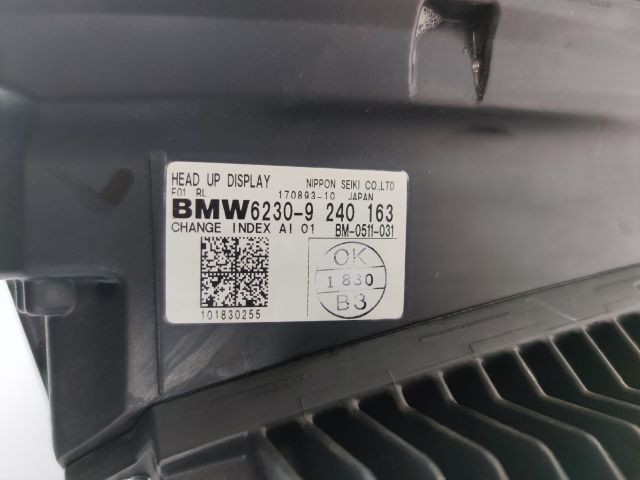 HEAD UP DISPLAY NIPPON SEIKI CO.,LTD
F01 RL 170893-10 JAPAN
BMW6230-9 240 163
CHANGE INDEX AI 01 BM-0511-031
OK
1 830
B3
101830255